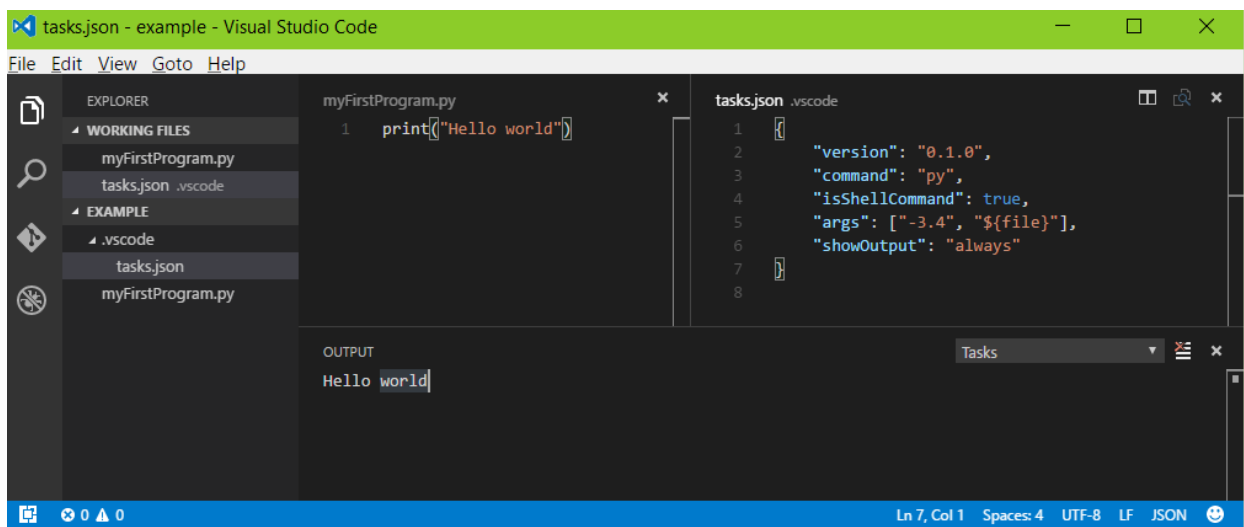 tasks.json - example - Visual Studio Code
File Edit View Goto Help
EXPLORER
WORKING FILES
myFirstProgram.py
tasks.json .vscode
EXAMPLE
.vscode
tasks.json
myFirstProgram.py
myFirstProgram.py
1 print("Hello world")
tasks.json .vscode
1 {
2 "version": "0.1.0",
3 "command": "py",
4 "isShellCommand": true,
5 "args": ["-3.4", "${file}"],
6 "showOutput": "always"
7 }
8
OUTPUT
Tasks
Hello world
0 0
Ln 7, Col 1 Spaces: 4 UTF-8 LF JSON